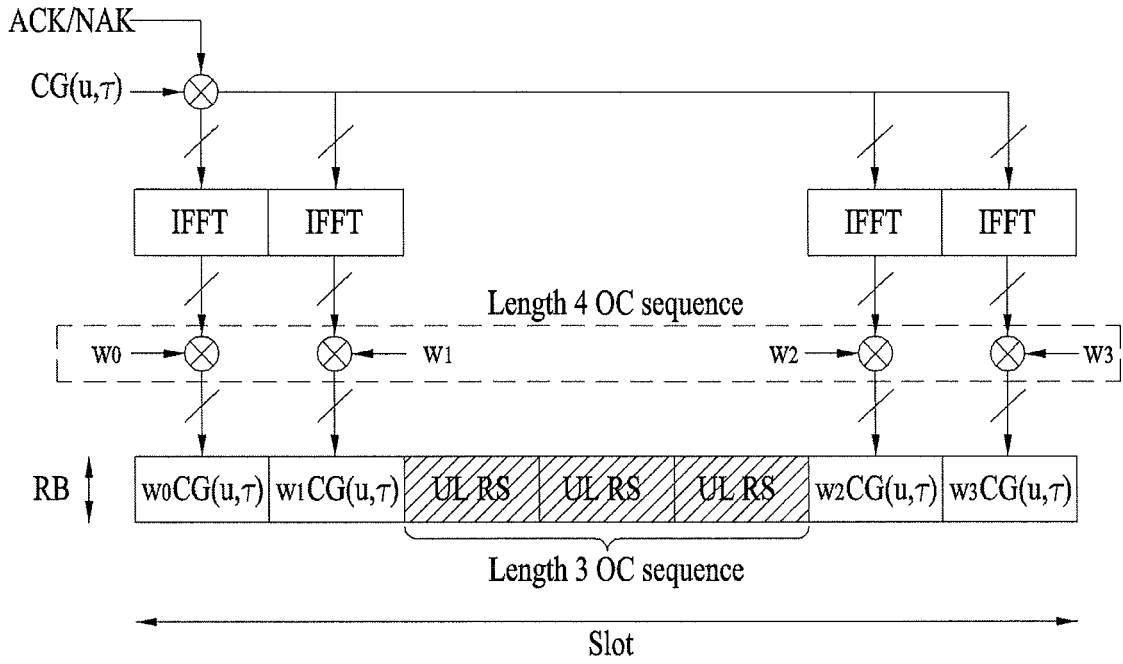 ACK/NAK
CG(u,τ)
IFFT IFFT IFFT IFFT
Length 4 OC sequence
w0 w1 w2 w3
RB w0CG(u,τ) w1CG(u,τ) UL RS UL RS UL RS w2CG(u,τ) w3CG(u,τ)
Length 3 OC sequence
Slot